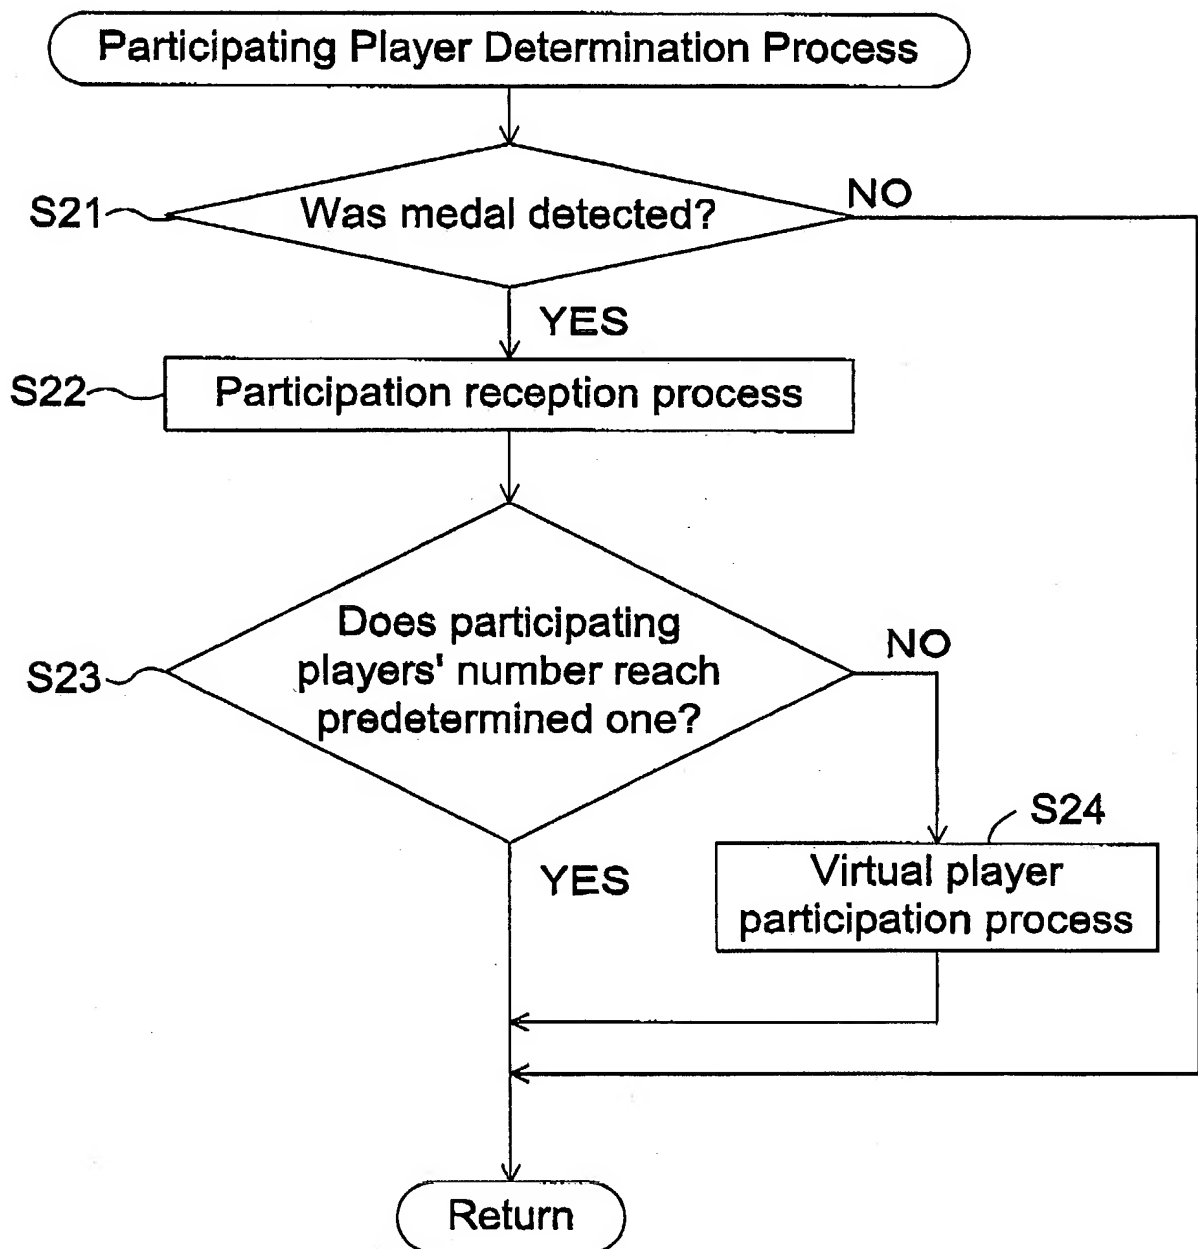 Participating Player Determination Process
S21
Was medal detected?
NO
YES
S22
Participation reception process
S23
Does participating
players' number reach
predetermined one?
NO
YES
S24
Virtual player
participation process
Return